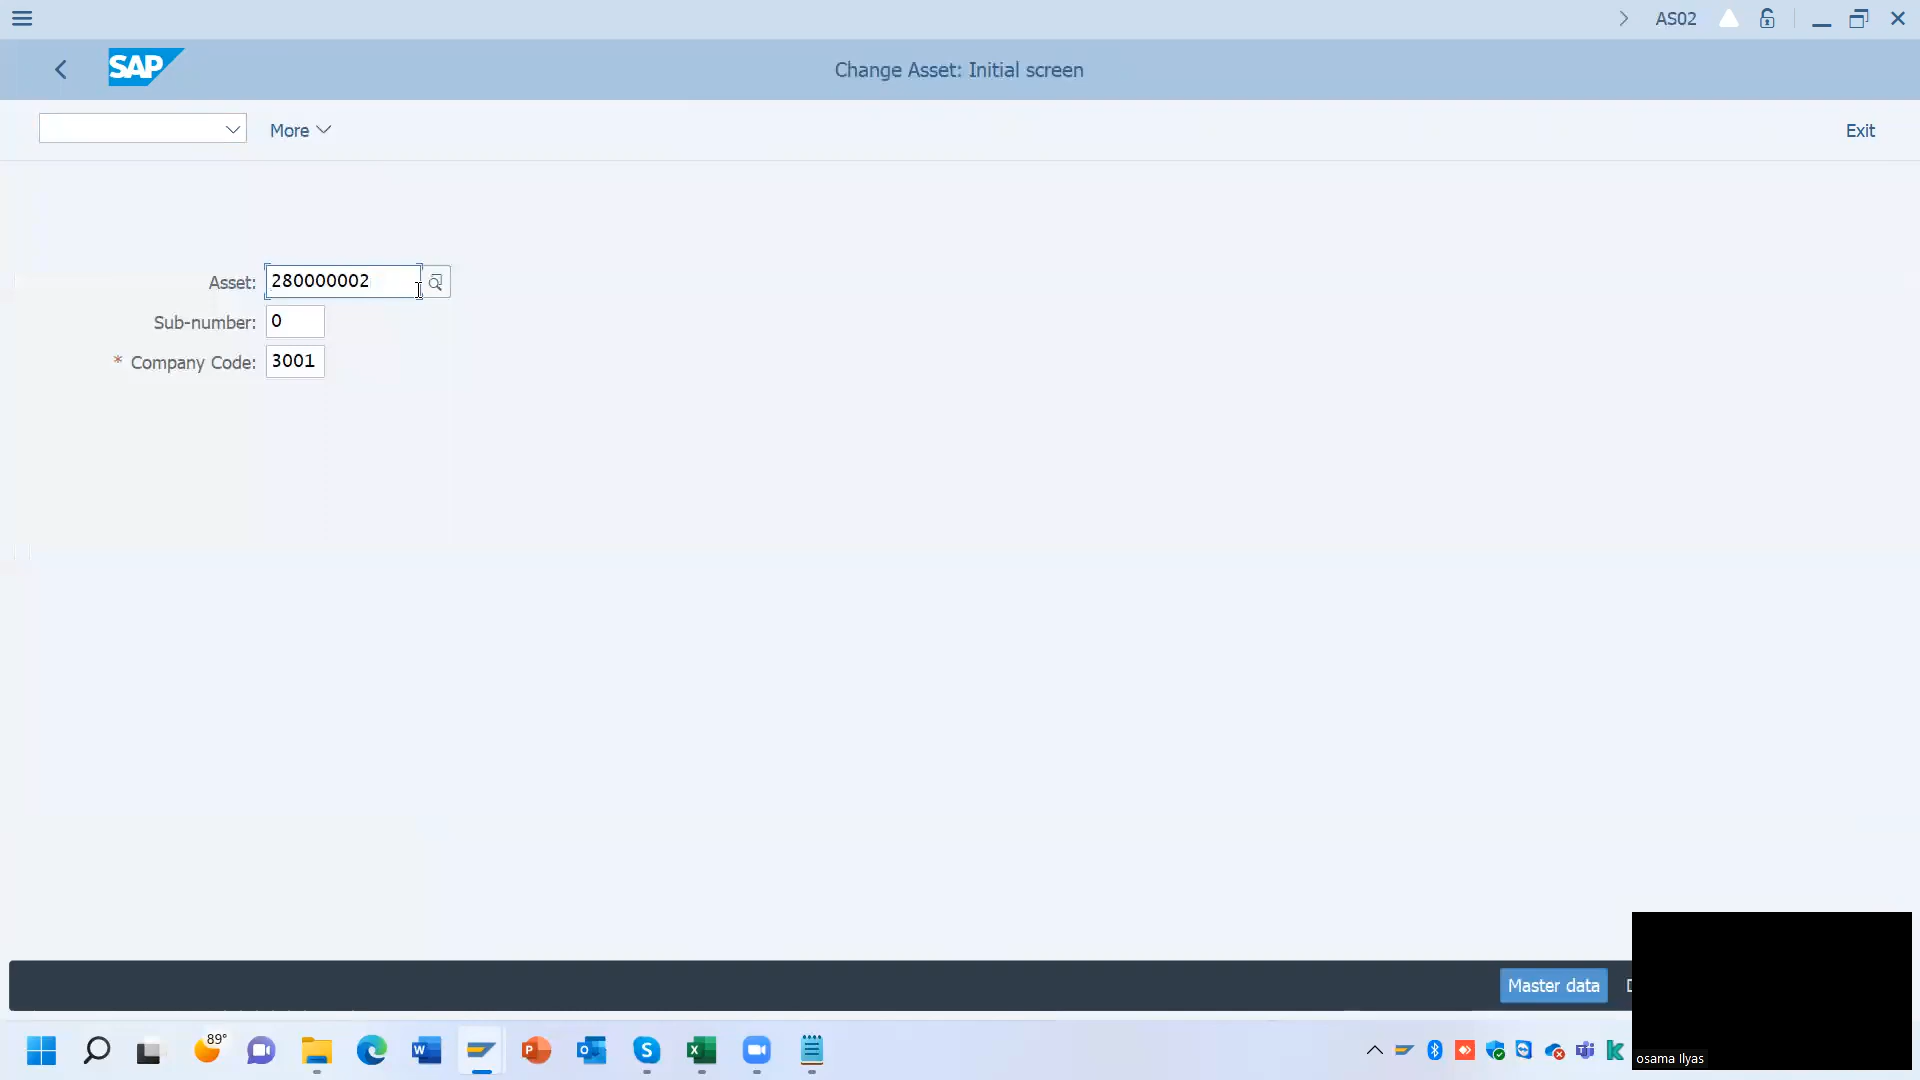 AS02
SAP
Change Asset: Initial screen
More
Exit
Asset: 280000002
Sub-number: 0
* Company Code: 3001
Master data
89°
osama Ilyas